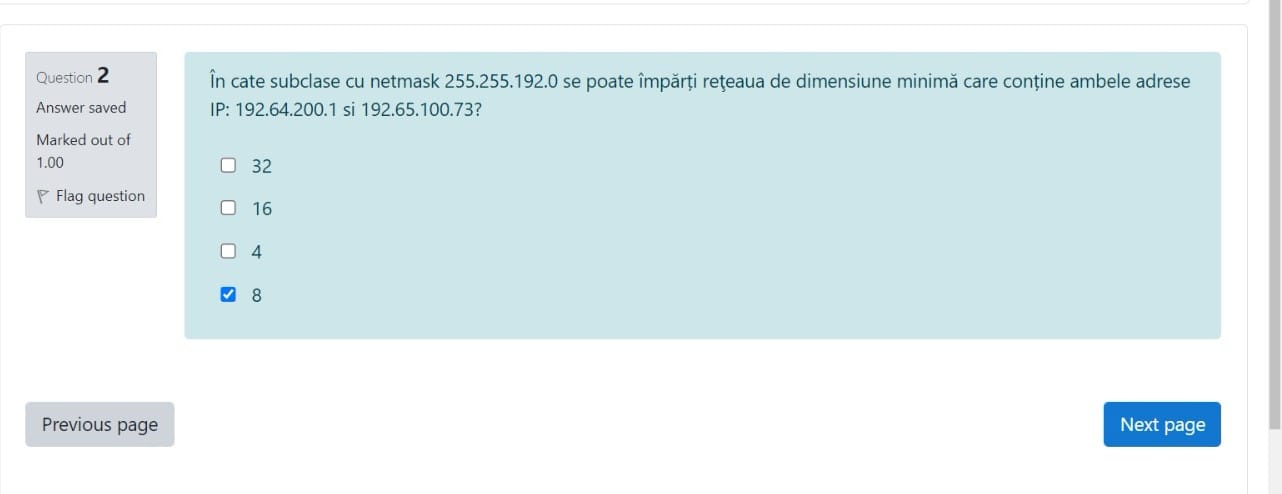 Question 2
Answer saved
Marked out of
1.00
Flag question
În cate subclase cu netmask 255.255.192.0 se poate împărți reţeaua de dimensiune minimă care conține ambele adrese
IP: 192.64.200.1 si 192.65.100.73?
32
16
4
8
Previous page
Next page